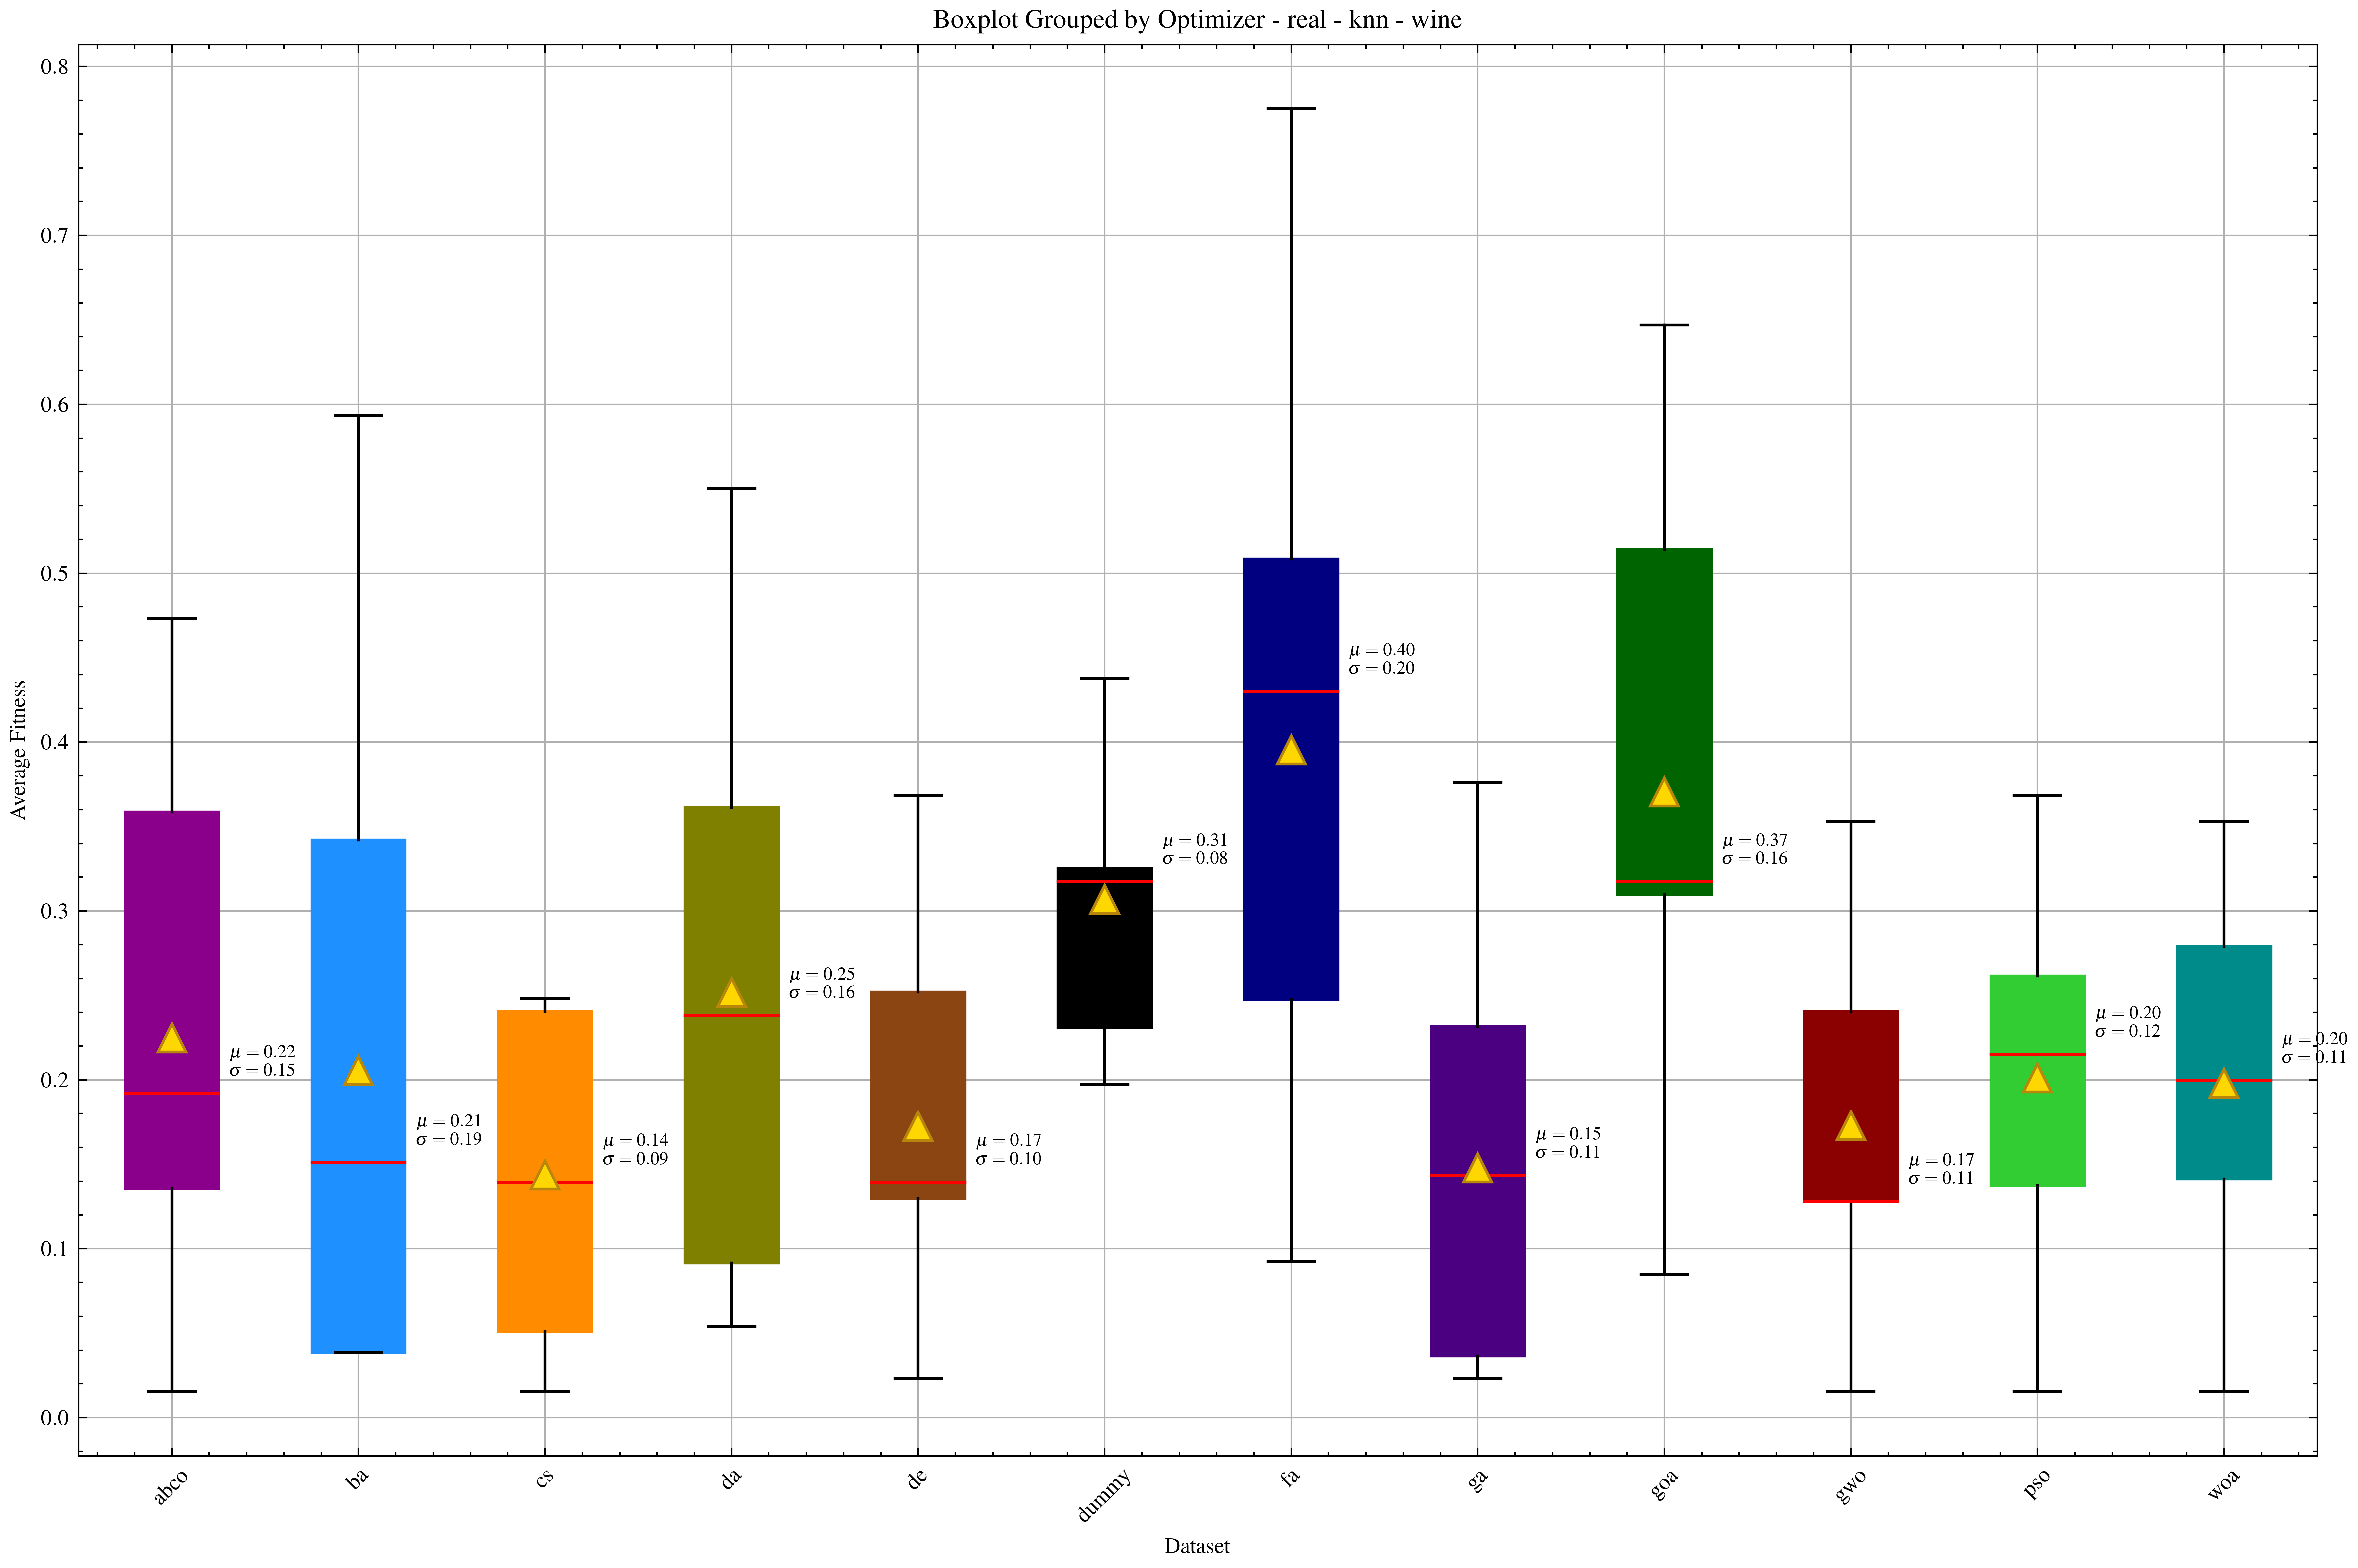 Boxplot Grouped by Optimizer - real - knn - wine
Average Fitness
0.8
0.7
0.6
0.5
0.4
0.3
0.2
0.1
0.0
μ = 0.22
σ = 0.15
μ = 0.21
σ = 0.19
μ = 0.14
σ = 0.09
μ = 0.25
σ = 0.16
μ = 0.17
σ = 0.10
μ = 0.31
σ = 0.08
μ = 0.40
σ = 0.20
μ = 0.15
σ = 0.11
μ = 0.37
σ = 0.16
μ = 0.17
σ = 0.11
μ = 0.20
σ = 0.12
μ = 0.20
σ = 0.11
abco
ba
cs
da
de
dummy
fa
ga
goa
gwo
pso
woa
Dataset